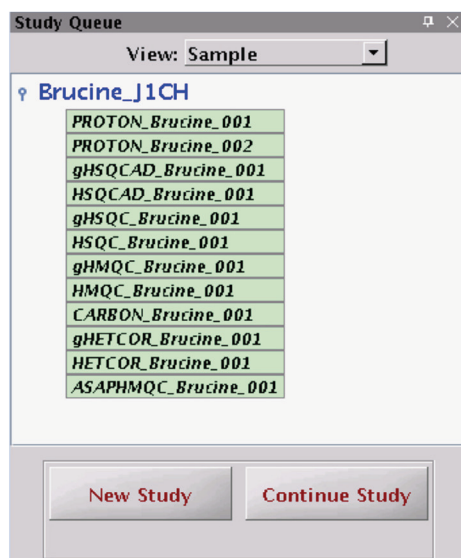 Study Queue
View: Sample
Brucine_J1CH
PROTON_Brucine_001
PROTON_Brucine_002
gHSQCAD_Brucine_001
HSQCAD_Brucine_001
gHSQC_Brucine_001
HSQC_Brucine_001
gHMQC_Brucine_001
HMQC_Brucine_001
CARBON_Brucine_001
gHETCOR_Brucine_001
HETCOR_Brucine_001
ASAPHMQC_Brucine_001
New Study Continue Study